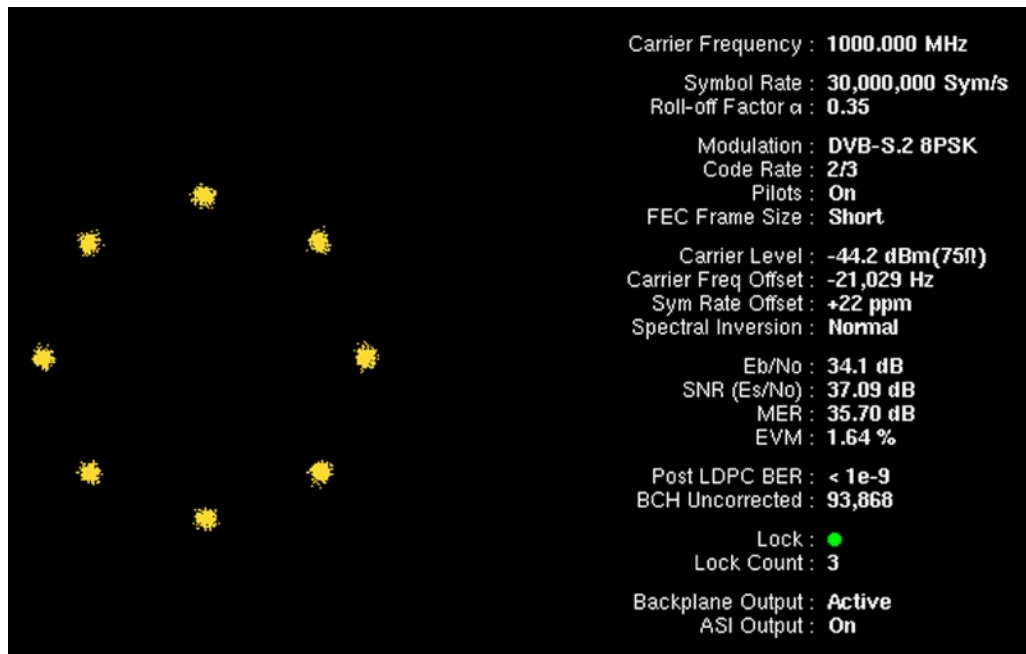 Carrier Frequency : 1000.000 MHz
Symbol Rate : 30,000,000 Sym/s
Roll-off Factor α : 0.35
Modulation : DVB-S.2 8PSK
Code Rate : 2/3
Pilots : On
FEC Frame Size : Short
Carrier Level : -44.2 dBm(75Ω)
Carrier Freq Offset : -21,029 Hz
Sym Rate Offset : +22 ppm
Spectral Inversion : Normal
Eb/No : 34.1 dB
SNR (Es/No) : 37.09 dB
MER : 35.70 dB
EVM : 1.64 %
Post LDPC BER : < 1e-9
BCH Uncorrected : 93,868
Lock :
Lock Count : 3
Backplane Output : Active
ASI Output : On